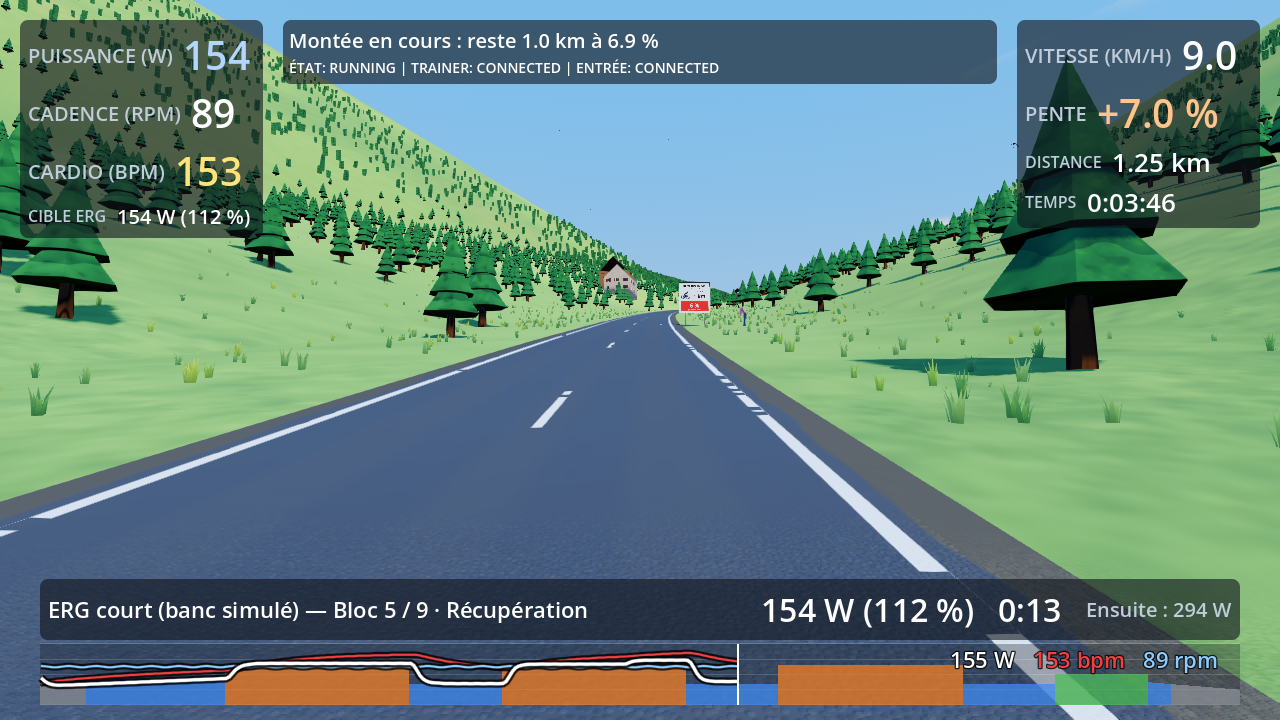 PUISSANCE (W) 154
CADENCE (RPM) 89
CARDIO (BPM) 153
CIBLE ERG 154 W (112 %)
Montée en cours : reste 1.0 km à 6.9 %
ÉTAT: RUNNING | TRAINER: CONNECTED | ENTRÉE: CONNECTED
VITESSE (KM/H) 9.0
PENTE +7.0 %
DISTANCE 1.25 km
TEMPS 0:03:46
ERG court (banc simulé) — Bloc 5 / 9 · Récupération 154 W (112 %) 0:13 Ensuite : 294 W
155 W 153 bpm 89 rpm